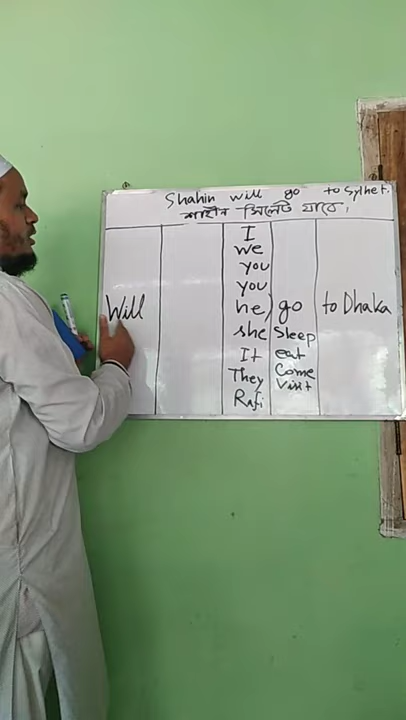 Shahin will go to Sylhet.
শাহীন সিলেট যাবে।
Will
I
we
you
you
he,
she
It
They
Rafi
go
Sleep
eat
Come
Visit
to Dhaka